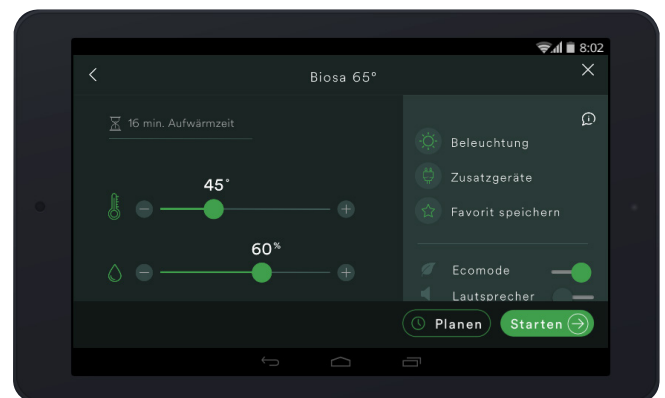 8:02
Biosa 65°
16 min. Aufwärmzeit
45°
60%
Beleuchtung
Zusatzgeräte
Favorit speichern
Ecomode
Lautsprecher
Planen
Starten